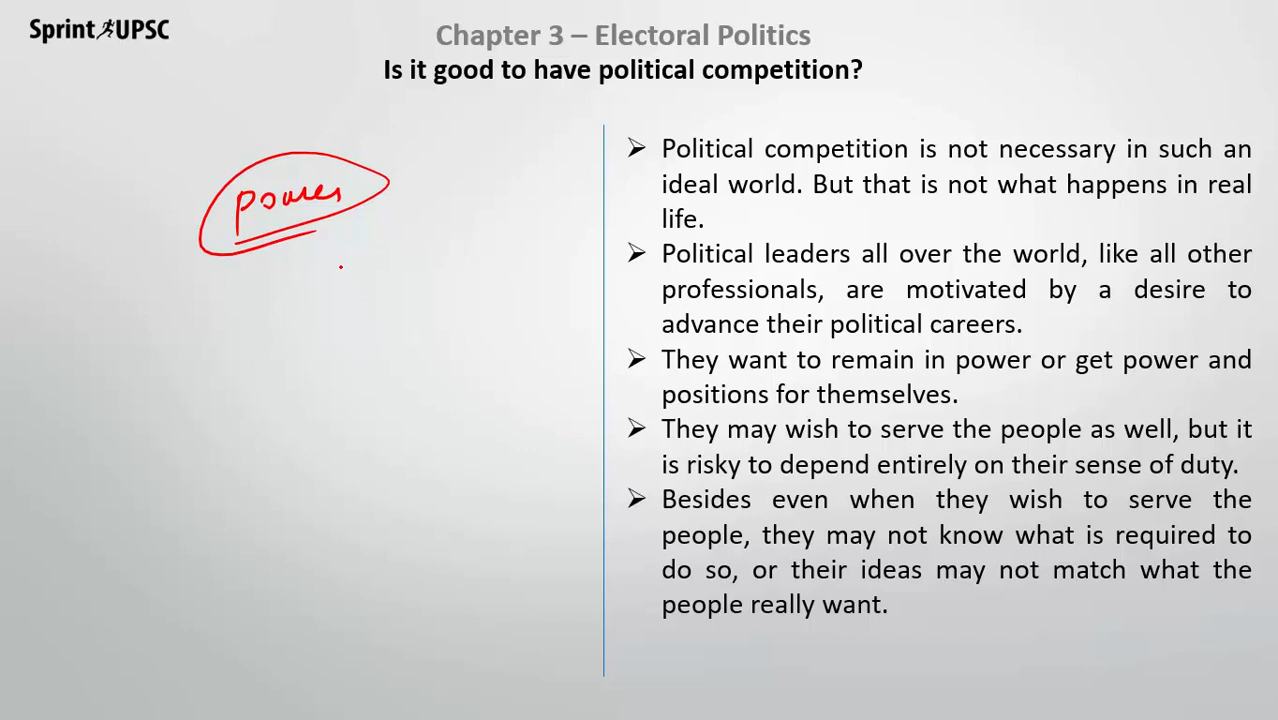 Sprint UPSC
Chapter 3 – Electoral Politics
Is it good to have political competition?
power
➢ Political competition is not necessary in such an
ideal world. But that is not what happens in real
life.
➢ Political leaders all over the world, like all other
professionals, are motivated by a desire to
advance their political careers.
➢ They want to remain in power or get power and
positions for themselves.
➢ They may wish to serve the people as well, but it
is risky to depend entirely on their sense of duty.
➢ Besides even when they wish to serve the
people, they may not know what is required to
do so, or their ideas may not match what the
people really want.